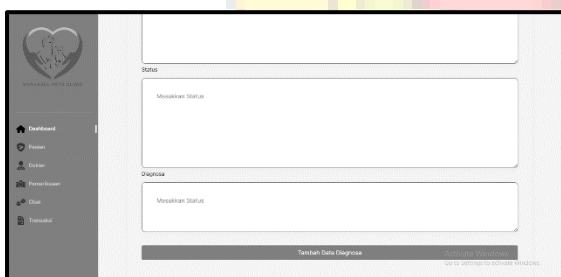 Status
Masukkan Status
Dashboard
Pasien
Dokter
Pemeriksaan
Obat
Transaksi
Diagnosa
Masukkan Status
Tambah Data Diagnosa
Activate Windows
Go to Settings to activate Windows.